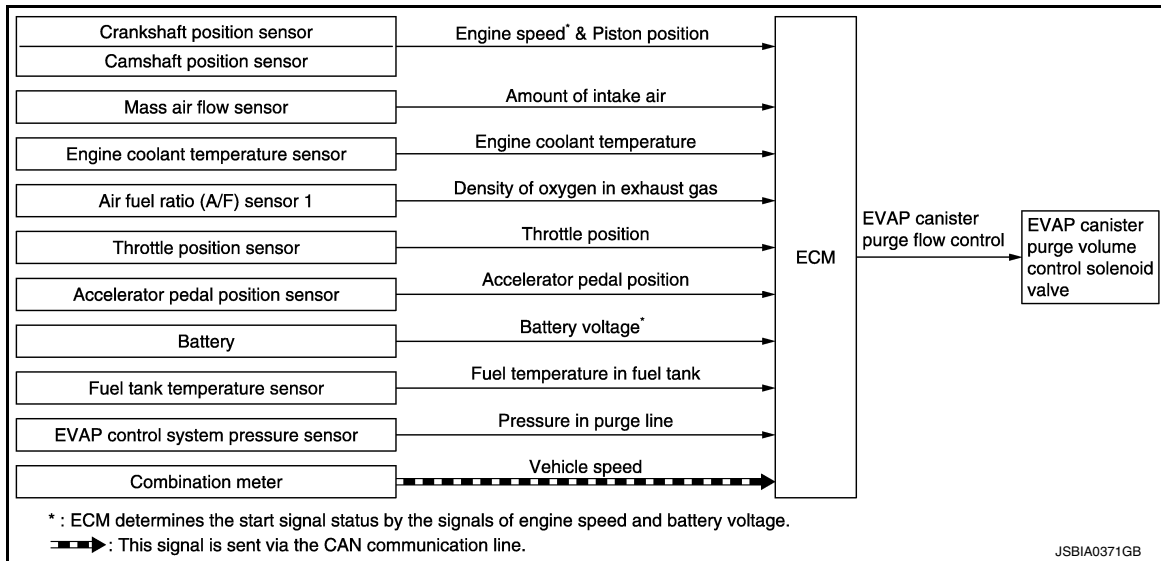 Crankshaft position sensor
Camshaft position sensor
Engine speed* & Piston position
Mass air flow sensor
Amount of intake air
Engine coolant temperature sensor
Engine coolant temperature
Air fuel ratio (A/F) sensor 1
Density of oxygen in exhaust gas
Throttle position sensor
Throttle position
Accelerator pedal position sensor
Accelerator pedal position
Battery
Battery voltage*
Fuel tank temperature sensor
Fuel temperature in fuel tank
EVAP control system pressure sensor
Pressure in purge line
Combination meter
Vehicle speed
ECM
EVAP canister
purge flow control
EVAP canister
purge volume
control solenoid
valve
* : ECM determines the start signal status by the signals of engine speed and battery voltage.
: This signal is sent via the CAN communication line.
JSBIA0371GB